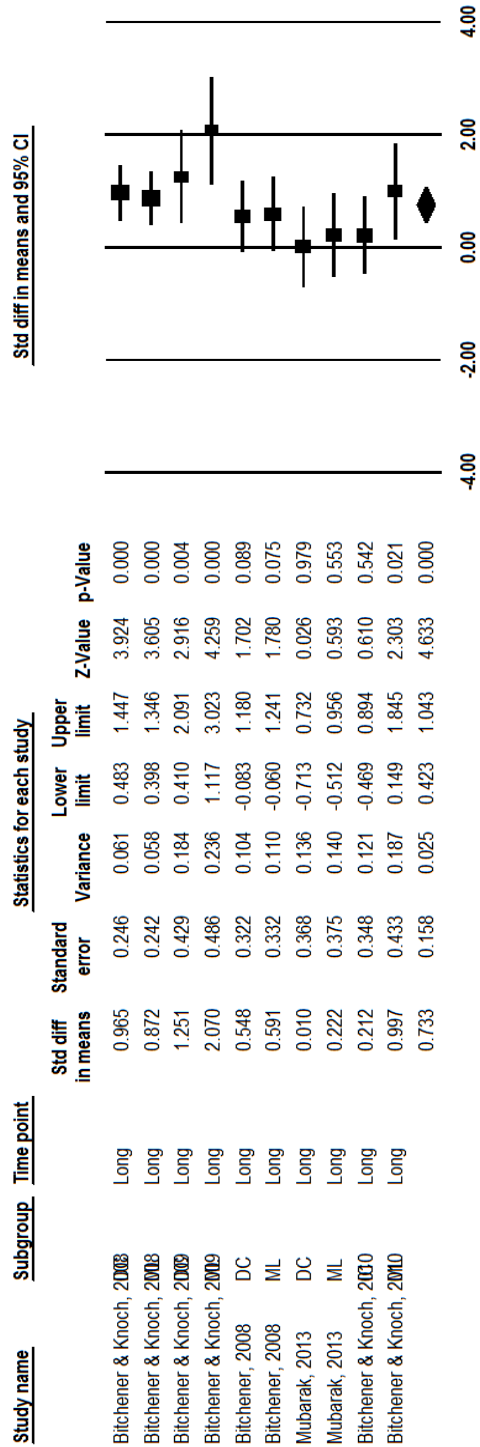 Study name Subgroup Time point Statistics for each study Std diff in means and 95% CI
Std diff in means Standard error Variance Lower limit Upper limit Z-Value p-Value
Bitchener & Knoch, Long 0.965 0.246 0.061 0.483 1.447 3.924 0.000
Bitchener & Knoch, Long 0.872 0.242 0.058 0.398 1.346 3.605 0.000
Bitchener & Knoch, Long 1.251 0.429 0.184 0.410 2.091 2.916 0.004
Bitchener & Knoch, Long 2.070 0.486 0.236 1.117 3.023 4.259 0.000
Bitchener, 2008 DC Long 0.548 0.322 0.104 -0.083 1.180 1.702 0.089
Bitchener, 2008 ML Long 0.591 0.332 0.110 -0.060 1.241 1.780 0.075
Mubarak, 2013 DC Long 0.010 0.368 0.136 -0.713 0.732 0.026 0.979
Mubarak, 2013 ML Long 0.222 0.375 0.140 -0.512 0.956 0.593 0.553
Bitchener & Knoch, Long 0.212 0.348 0.121 -0.469 0.894 0.610 0.542
Bitchener & Knoch, Long 0.997 0.433 0.187 0.149 1.845 2.303 0.021
0.733 0.158 0.025 0.423 1.043 4.633 0.000
-4.00 -2.00 0.00 2.00 4.00